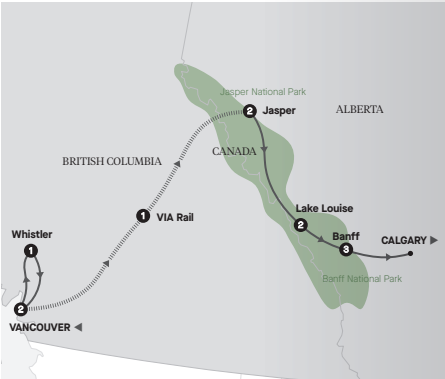 Jasper National Park
2 Jasper
ALBERTA
CANADA
BRITISH COLUMBIA
Lake Louise
2
1 VIA Rail
Whistler
1
Banff
3
CALGARY ▶
Banff National Park
2
VANCOUVER ◀